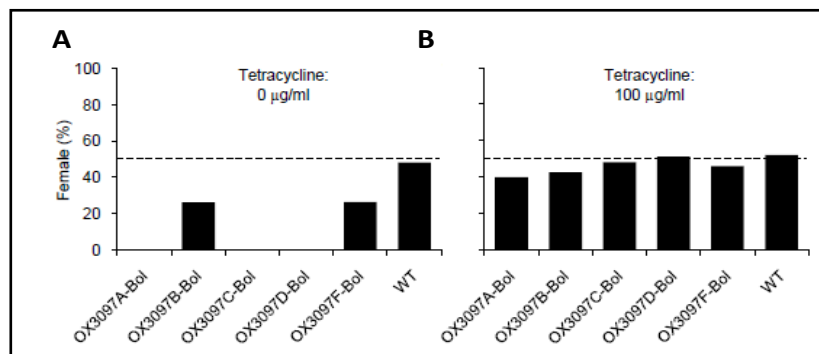 A
B
Tetracycline:
0 μg/ml
Tetracycline:
100 μg/ml
Female (%)
100
80
60
40
20
0
OX3097A-Bol
OX3097B-Bol
OX3097C-Bol
OX3097D-Bol
OX3097F-Bol
WT
OX3097A-Bol
OX3097B-Bol
OX3097C-Bol
OX3097D-Bol
OX3097F-Bol
WT